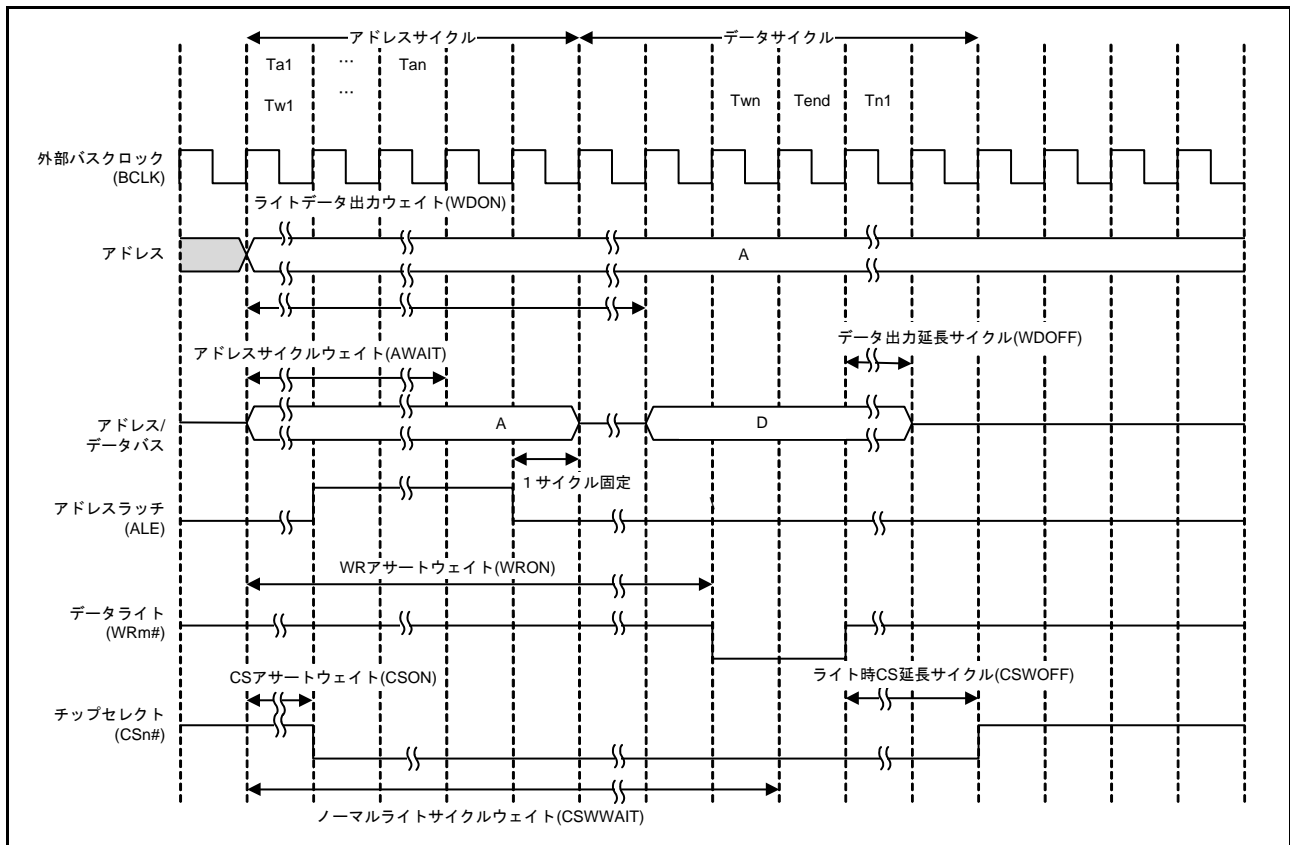 アドレスサイクル
データサイクル
Ta1
...
Tan
Tw1
...
Twn
Tend
Tn1
外部バスクロック
(BCLK)
ライトデータ出力ウェイト(WDON)
アドレス
A
データ出力延長サイクル(WDOFF)
アドレスサイクルウェイト(AWAIT)
アドレス/
データバス
A
D
1サイクル固定
アドレスラッチ
(ALE)
WRアサートウェイト(WRON)
データライト
(WRm#)
CSアサートウェイト(CSON)
ライト時CS延長サイクル(CSWOFF)
チップセレクト
(CSn#)
ノーマルライトサイクルウェイト(CSWWAIT)